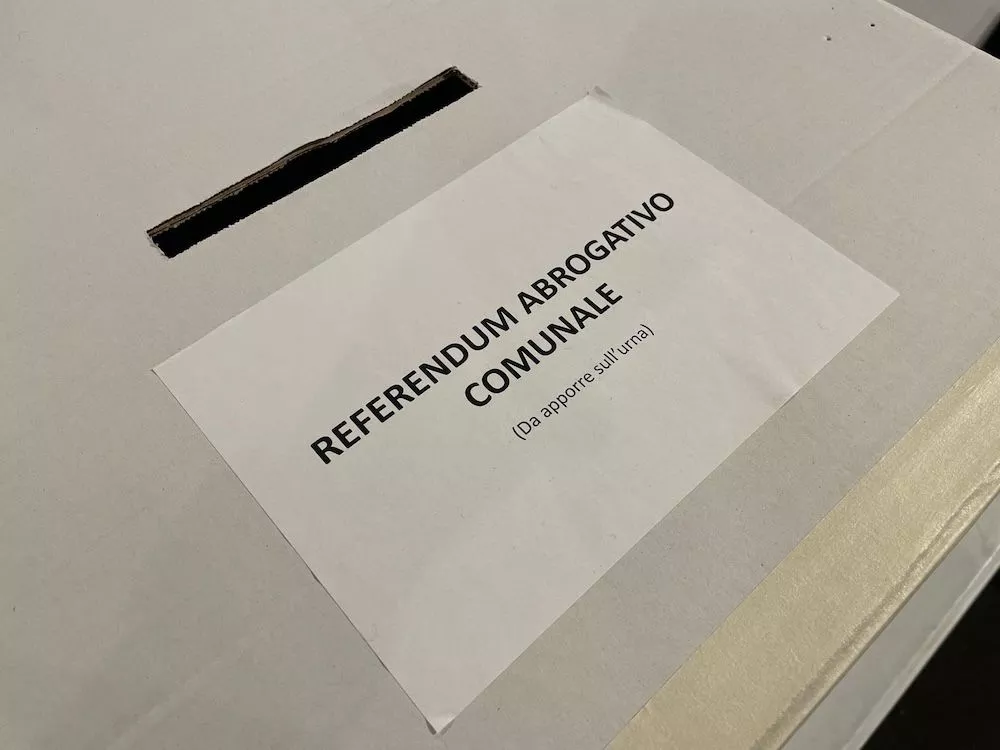 REFERENDUM ABROGATIVO
COMUNALE
(Da apporre sull'urna)